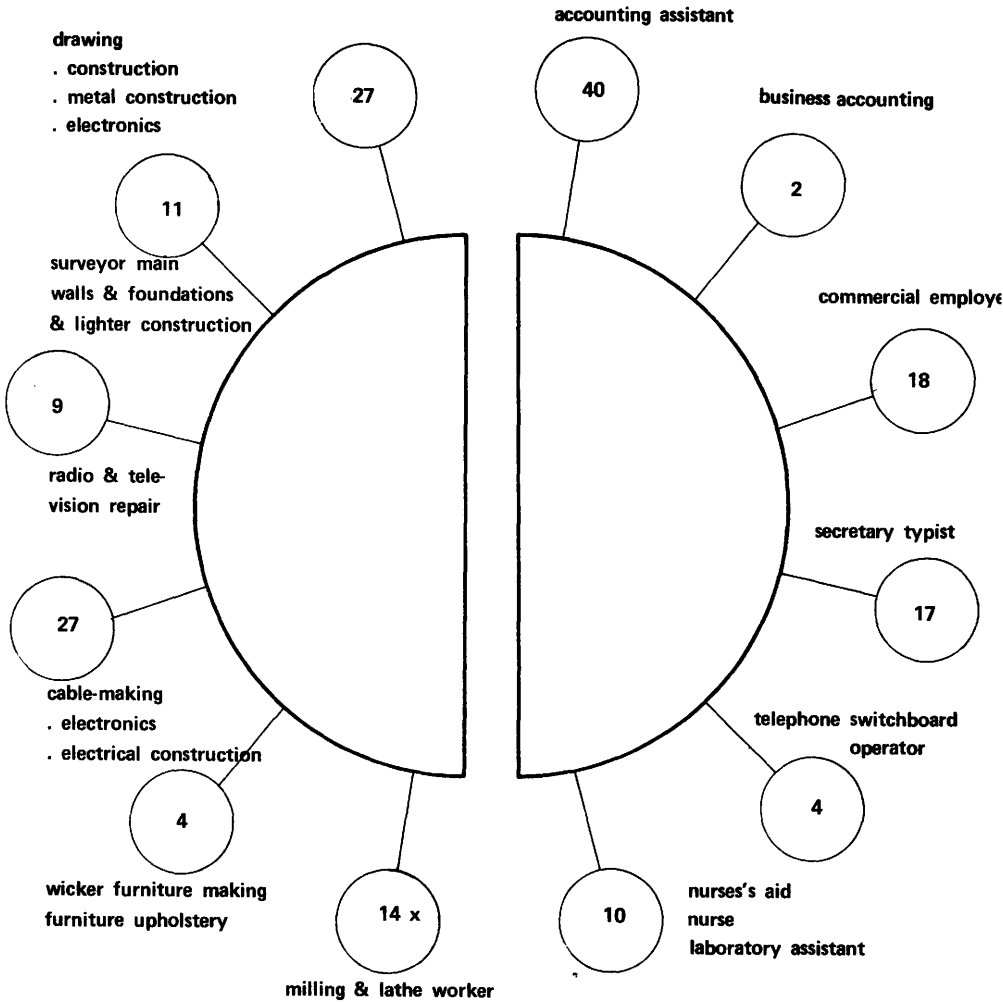 accounting assistant
drawing
. construction
. metal construction
. electronics
27
40
business accounting
11
2
surveyor main
walls & foundations
& lighter construction
commercial employe
9
18
radio & tele-
vision repair
secretary typist
27
17
cable-making
. electronics
. electrical construction
telephone switchboard
operator
4
4
wicker furniture making
furniture upholstery
14 x
10
nurses's aid
nurse
laboratory assistant
milling & lathe worker